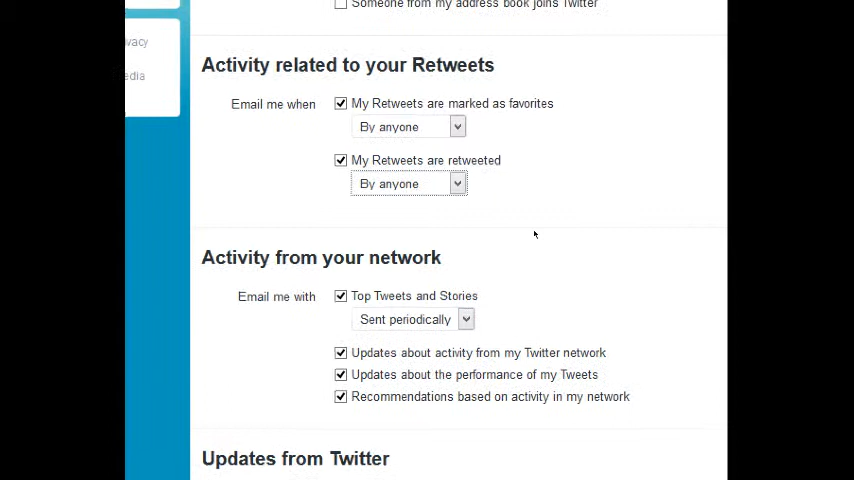 Someone from my address book joins Twitter
vacy
edia
Activity related to your Retweets
Email me when
My Retweets are marked as favorites
By anyone
My Retweets are retweeted
By anyone
Activity from your network
Email me with
Top Tweets and Stories
Sent periodically
Updates about activity from my Twitter network
Updates about the performance of my Tweets
Recommendations based on activity in my network
Updates from Twitter